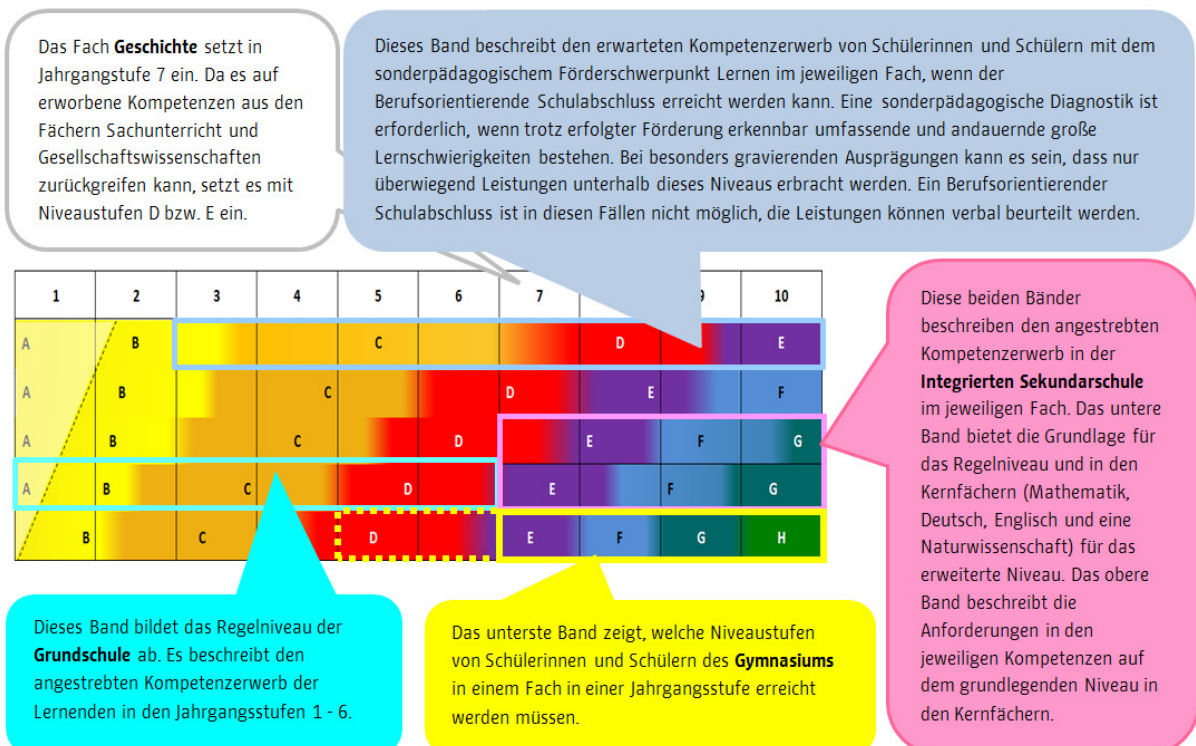 Das Fach Geschichte setzt in
Jahrgangstufe 7 ein. Da es auf
erworbene Kompetenzen aus den
Fächern Sachunterricht und
Gesellschaftswissenschaften
zurückgreifen kann, setzt es mit
Niveaustufen D bzw. E ein.
Dieses Band beschreibt den erwarteten Kompetenzerwerb von Schülerinnen und Schülern mit dem
sonderpädagogischem Förderschwerpunkt Lernen im jeweiligen Fach, wenn der
Berufsorientierende Schulabschluss erreicht werden kann. Eine sonderpädagogische Diagnostik ist
erforderlich, wenn trotz erfolgter Förderung erkennbar umfassende und andauernde große
Lernschwierigkeiten bestehen. Bei besonders gravierenden Ausprägungen kann es sein, dass nur
überwiegend Leistungen unterhalb dieses Niveaus erbracht werden. Ein Berufsorientierender
Schulabschluss ist in diesen Fällen nicht möglich, die Leistungen können verbal beurteilt werden.
1 2 3 4 5 6 7 9 10
A B C D E
A B C D E F
A B C D E F G
A B C D E F G
B C D E F G H
Diese beiden Bänder
beschreiben den angestrebten
Kompetenzerwerb in der
Integrierten Sekundarschule
im jeweiligen Fach. Das untere
Band bietet die Grundlage für
das Regelniveau und in den
Kernfächern (Mathematik,
Deutsch, Englisch und eine
Naturwissenschaft) für das
erweiterte Niveau. Das obere
Band beschreibt die
Anforderungen in den
jeweiligen Kompetenzen auf
dem grundlegenden Niveau in
den Kernfächern.
Dieses Band bildet das Regelniveau der
Grundschule ab. Es beschreibt den
angestrebten Kompetenzerwerb der
Lernenden in den Jahrgangsstufen 1 - 6.
Das unterste Band zeigt, welche Niveaustufen
von Schülerinnen und Schülern des Gymnasiums
in einem Fach in einer Jahrgangsstufe erreicht
werden müssen.